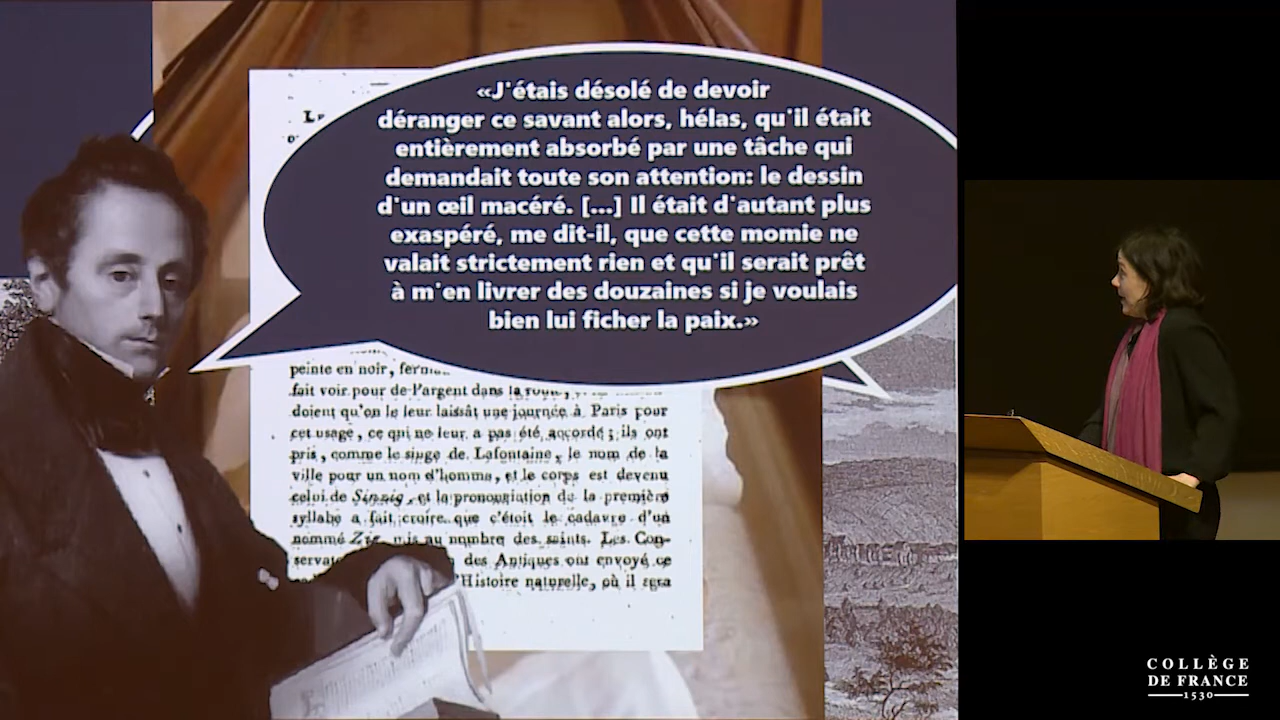 «J'étais désolé de devoir
déranger ce savant alors, hélas, qu'il était
entièrement absorbé par une tâche qui
demandait toute son attention: le dessin
d'un œil macéré. [...] Il était d'autant plus
exaspéré, me dit-il, que cette momie ne
valait strictement rien et qu'il serait prêt
à m'en livrer des douzaines si je voulais
bien lui ficher la paix.»
peinte en noir,
fait voir pour de l'argent dans la
doient qu'on le leur laissât une journée à Paris pour
cet usage, ce qui ne leur a pas été accordé; ils ont
pris, comme le singe de Lafontaine, le nom de la
ville pour un nom d'homme, et le corps est devenu
celui de Sinzig, et la prononciation de la première
syllabe a fait croire que c'étoit le cadavre d'un
nommé mis au nombre des saints. Les Con-
des Antiques ont envoyé ce
l'Histoire naturelle, où il sera
COLLÈGE
DE FRANCE
1530